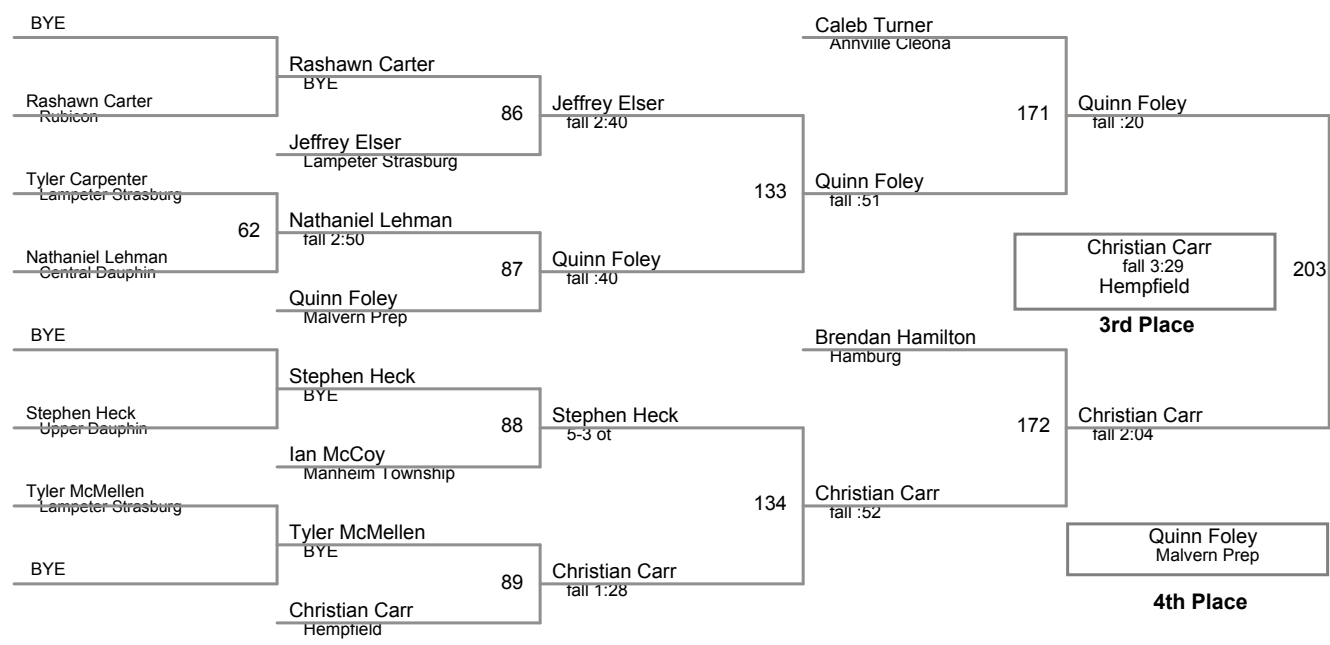 BYE
Rashawn Carter
Rubicon
Tyler Carpenter
Lampeter Strasburg
62
Nathaniel Lehman
Central Dauphin
BYE
Stephen Heck
Upper Dauphin
Tyler McMellen
Lampeter Strasburg
BYE
Rashawn Carter
BYE
86
Jeffrey Elser
Lampeter Strasburg
Nathaniel Lehman
fall 2:50
87
Quinn Foley
Malvern Prep
Stephen Heck
BYE
88
Ian McCoy
Manheim Township
Tyler McMellen
BYE
89
Christian Carr
Hempfield
Jeffrey Elser
fall 2:40
133
Quinn Foley
fall :40
Stephen Heck
5-3 ot
134
Christian Carr
fall 1:28
Caleb Turner
Annville Cleona
171
Quinn Foley
fall :51
Brendan Hamilton
Hamburg
172
Christian Carr
fall :52
Quinn Foley
fall :20
Christian Carr
fall 3:29
Hempfield
203
3rd Place
Christian Carr
fall 2:04
Quinn Foley
Malvern Prep
4th Place